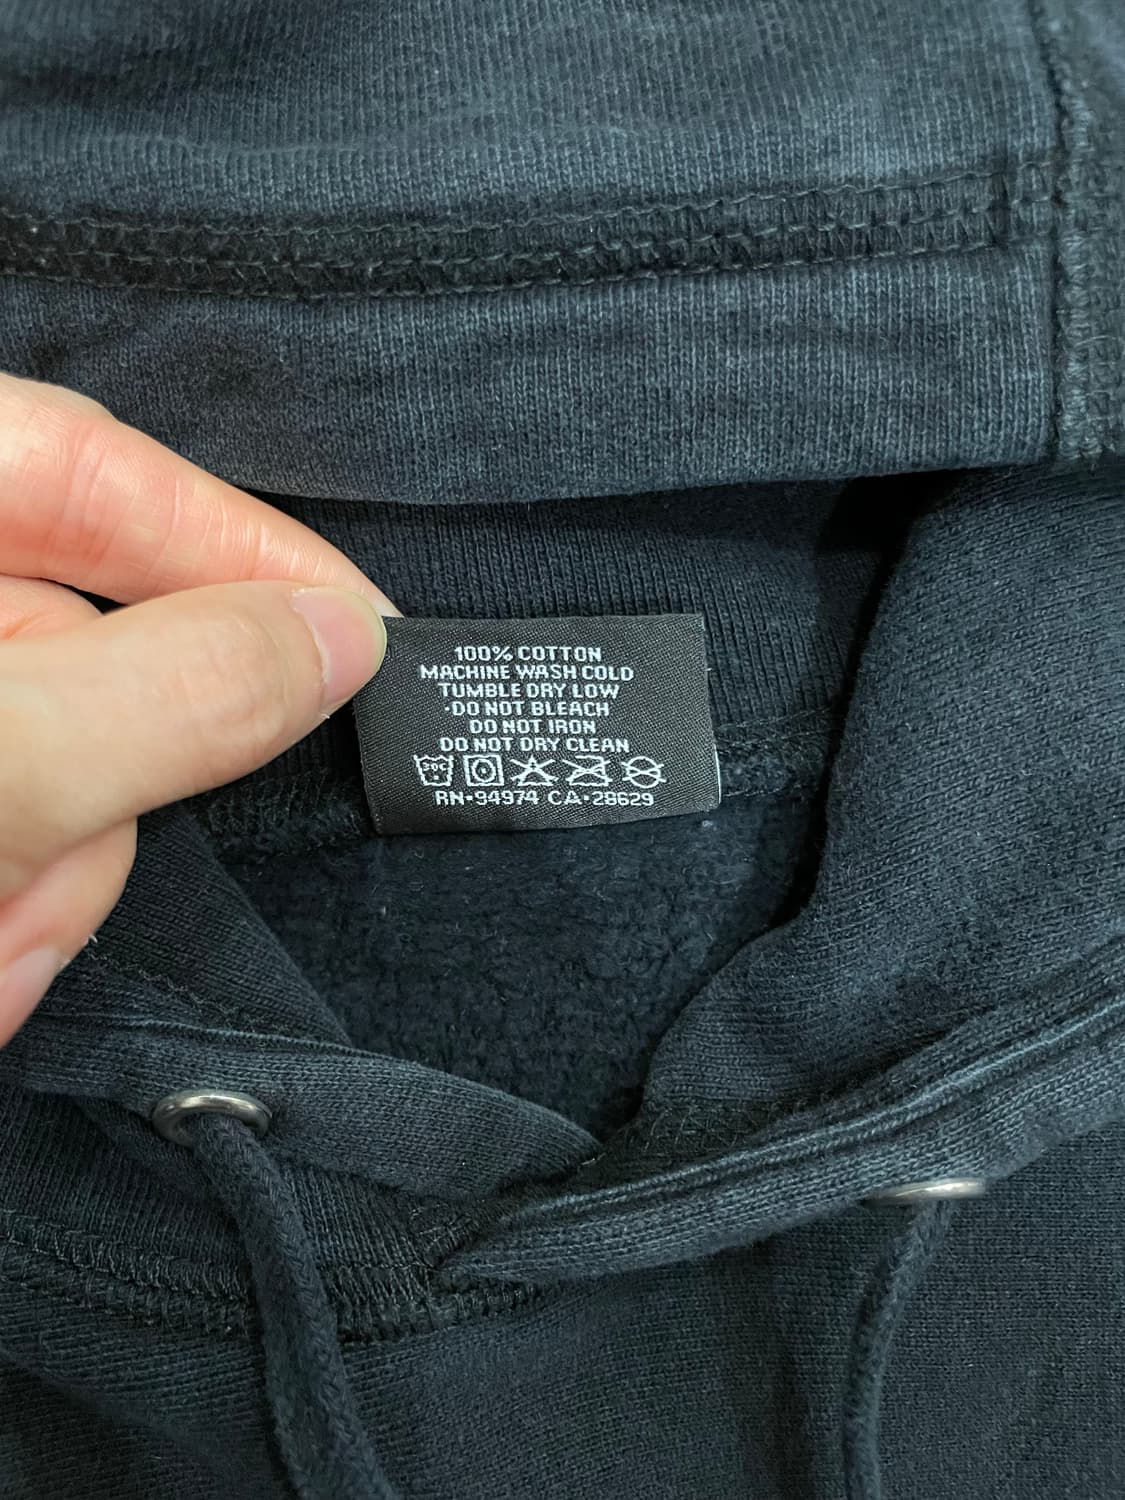 100% COTTON
MACHINE WASH COLD
TUMBLE DRY LOW
DO NOT BLEACH
DO NOT IRON
DO NOT DRY CLEAN
30C
RN·94974 CA·28629